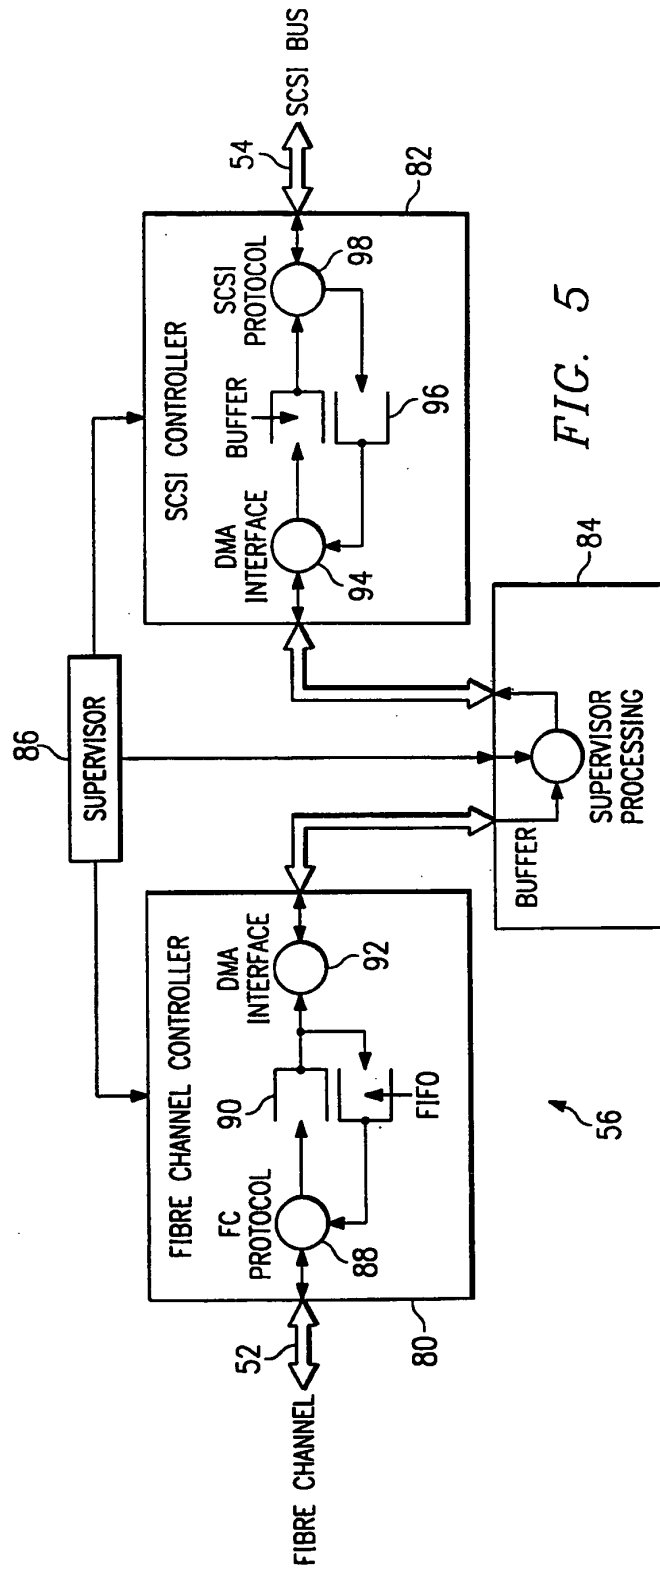 86
SUPERVISOR
FIBRE CHANNEL CONTROLLER
FC
PROTOCOL
88
90
FIFO
DMA
INTERFACE
92
FIBRE CHANNEL
52
80
SCSI CONTROLLER
DMA
INTERFACE
94
BUFFER
96
SCSI
PROTOCOL
98
54
SCSI BUS
82
BUFFER
SUPERVISOR
PROCESSING
84
56
FIG. 5